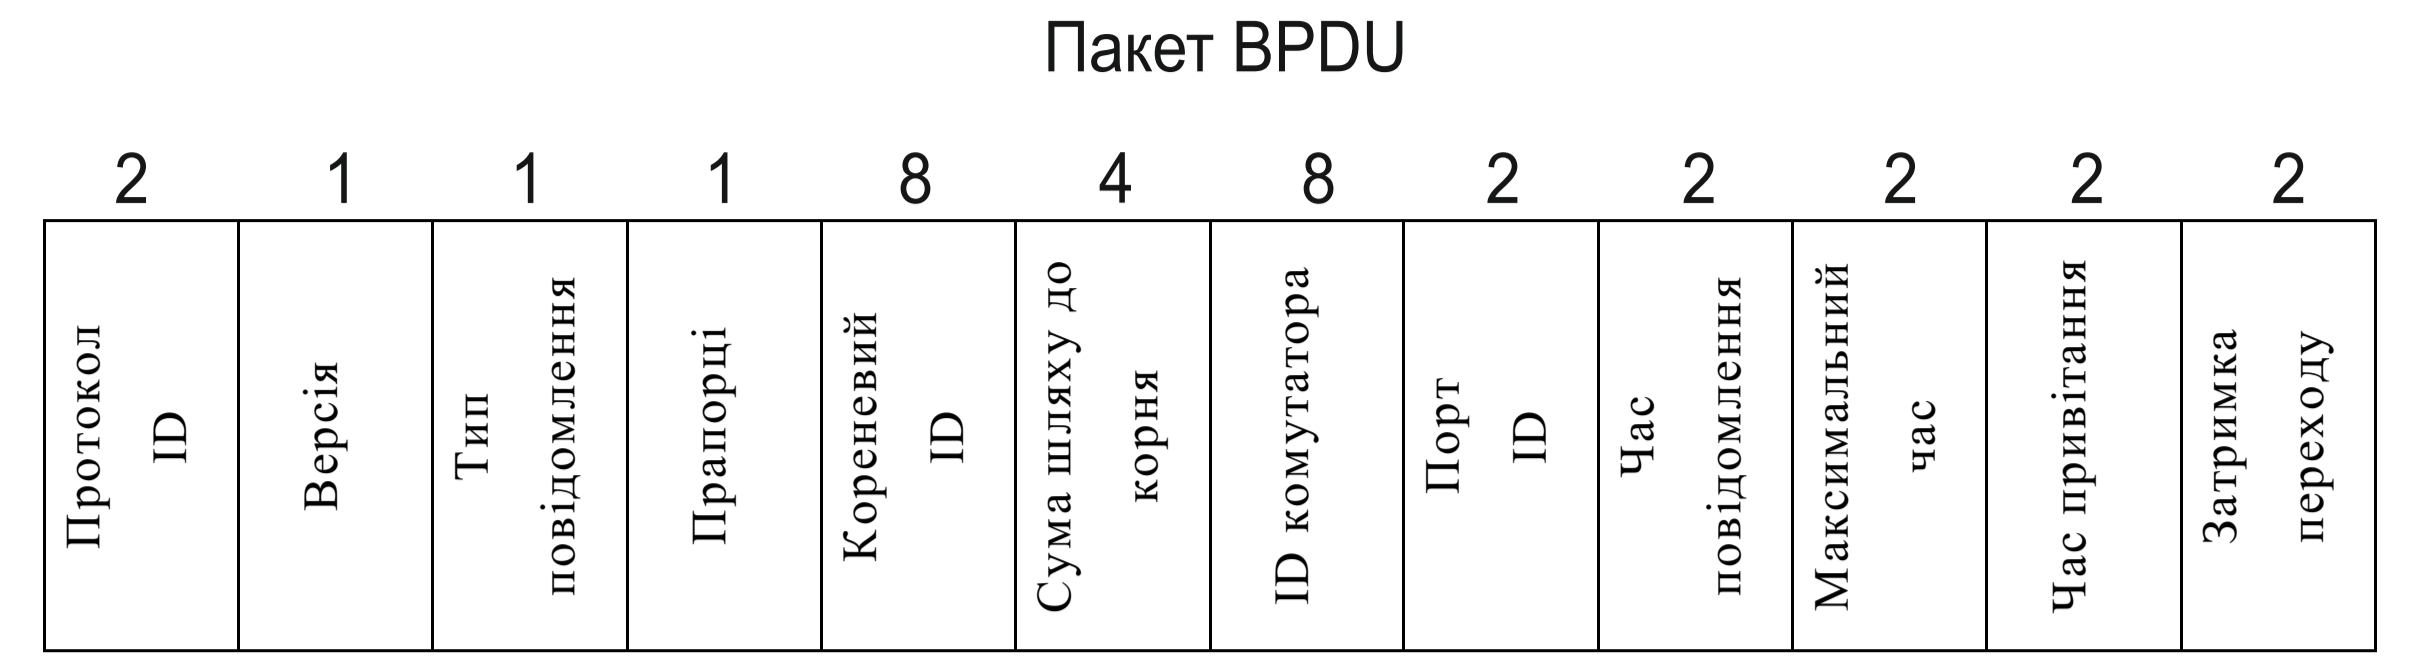 Пакет BPDU
2 1 1 1 8 4 8 2 2 2 2 2
Протокол
ID
Версія
Тип
повідомлення
Прапорці
Кореневий
ID
Сума шляху до
корня
ID комутатора
Порт
ID
Час
повідомлення
Максимальний
час
Час привітання
Затримка
переходу